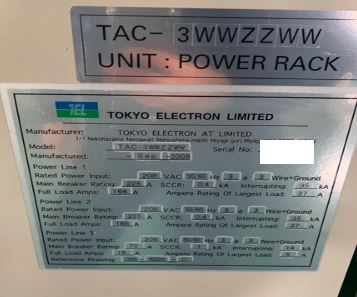 TAC- 3WWZZWW
UNIT : POWER RACK
TEL TOKYO ELECTRON LIMITED
Manufacturer: TOKYO ELECTRON AT LIMITED
Model: TAC-3WWZZWW Serial No:
Manufactured: - Sep -2008
Power Line 1
Rated Power Input: 208 VAC 50/60 Hz 3 φ 3 Wire+Ground
Main Breaker Rating: 225 A SCCR: 0.4 kA Interrupting: 35 kA
Full Load Amps: A Ampere Rating Of Largest Load: 37 A
Power Line 2
Rated Power Input: 208 VAC 50/60 Hz 3 φ 3 Wire+Ground
Main Breaker Rating: 225 A SCCR: 0.4 kA Interrupting: 35 kA
Full Load Amps: A Ampere Rating Of Largest Load: 37 A
Power Line 3
Rated Power Input: 208 VAC 50/60 Hz 3 φ 3 Wire+Ground
Main Breaker Rating: A SCCR: kA Interrupting: 14 kA
Full Load Amps: A Ampere Rating Of Largest Load: A
Reference Drawing: